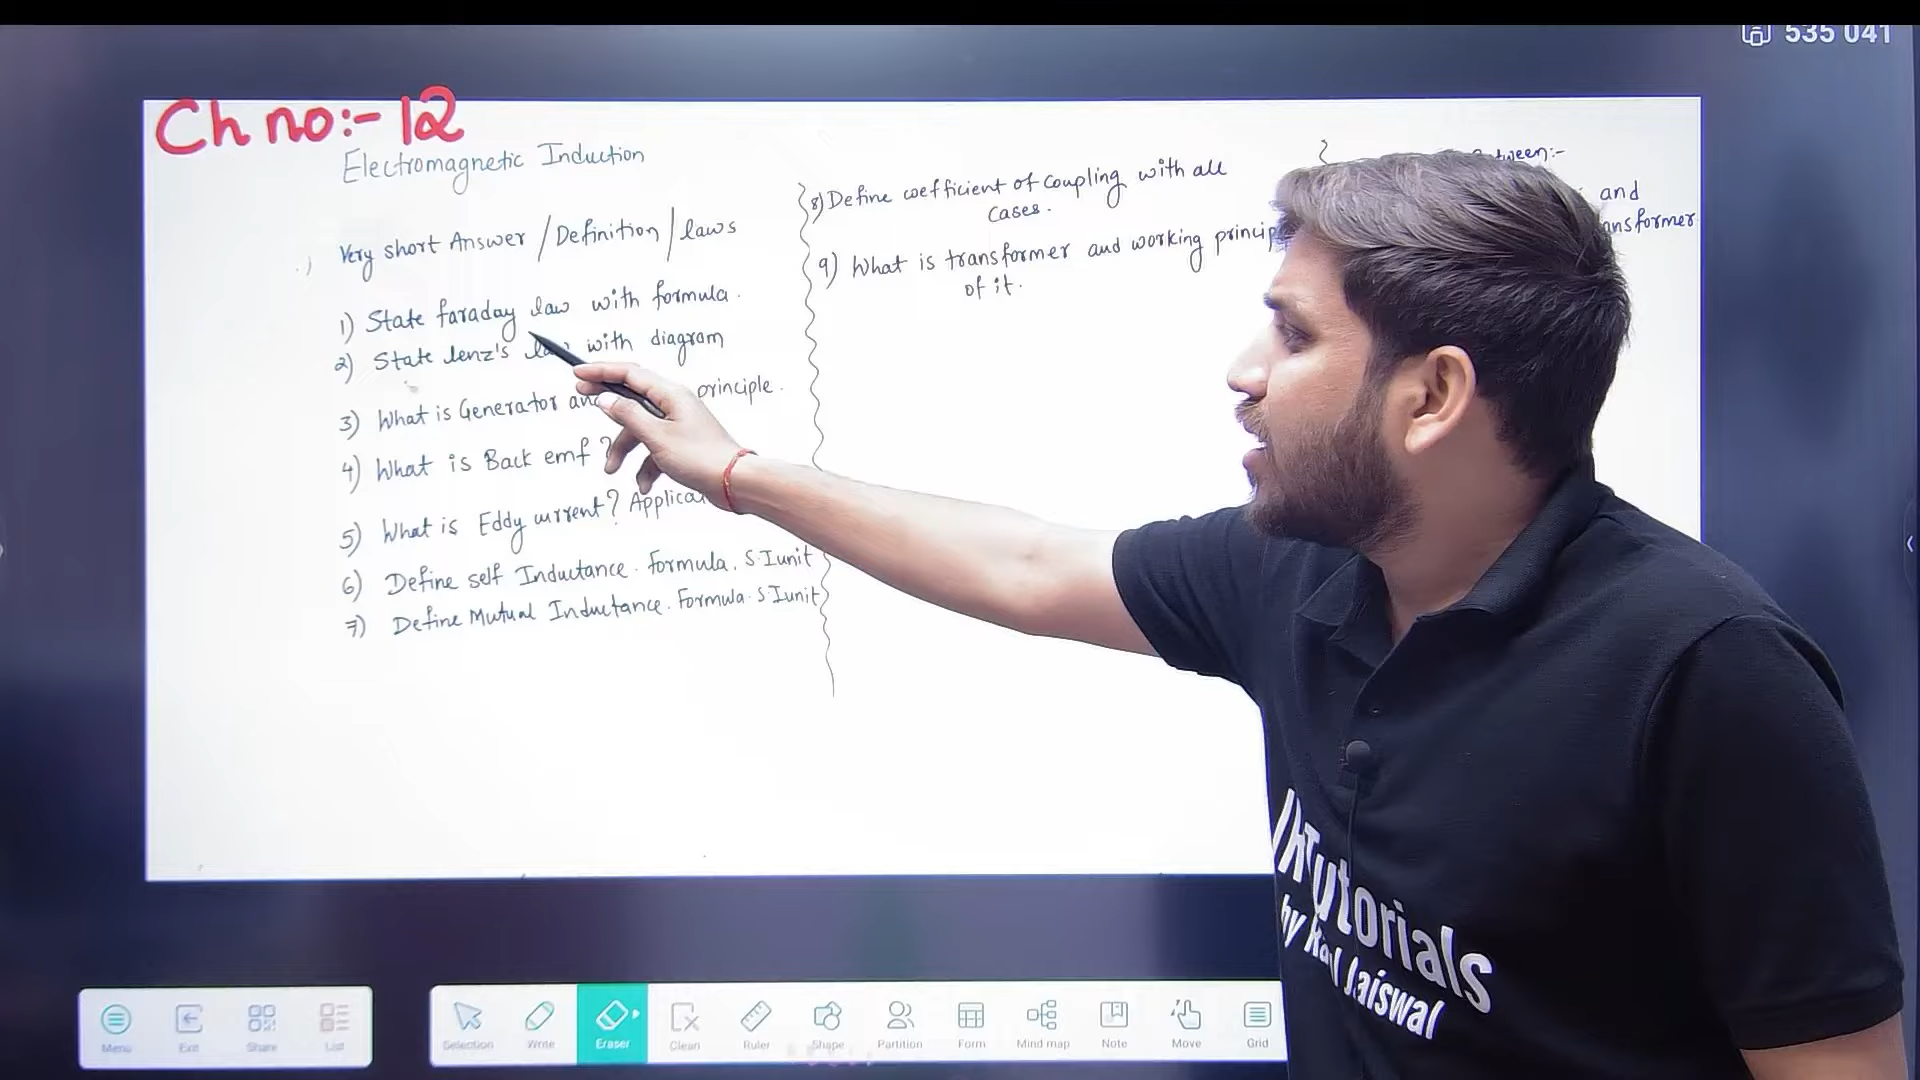 535 041
Ch no:- 12
Electromagnetic Induction
Very short Answer / Definition / laws
1) State faraday law with formula.
2) State lenz's law with diagram
3) What is Generator principle.
4) What is Back emf ?
5) What is Eddy current?
6) Define self Inductance. Formula. S.I unit
7) Define Mutual Inductance. Formula. S.I unit
8) Define coefficient of coupling with all
cases.
9) What is transformer and working
of it.
and
Tutorials
by Jaiswal
Menu
Exit
Share
List
Selection
Write
Eraser
Clean
Ruler
Shape
Partition
Form
Mind map
Note
Move
Grid